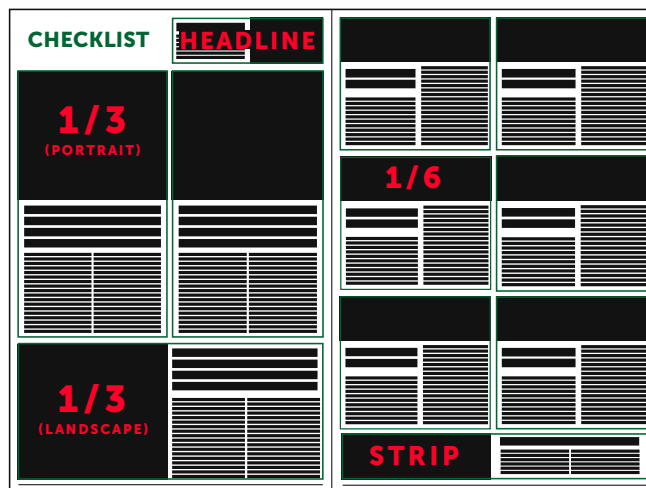 CHECKLIST
HEADLINE
1/3
(PORTRAIT)
1/3
(LANDSCAPE)
1/6
STRIP